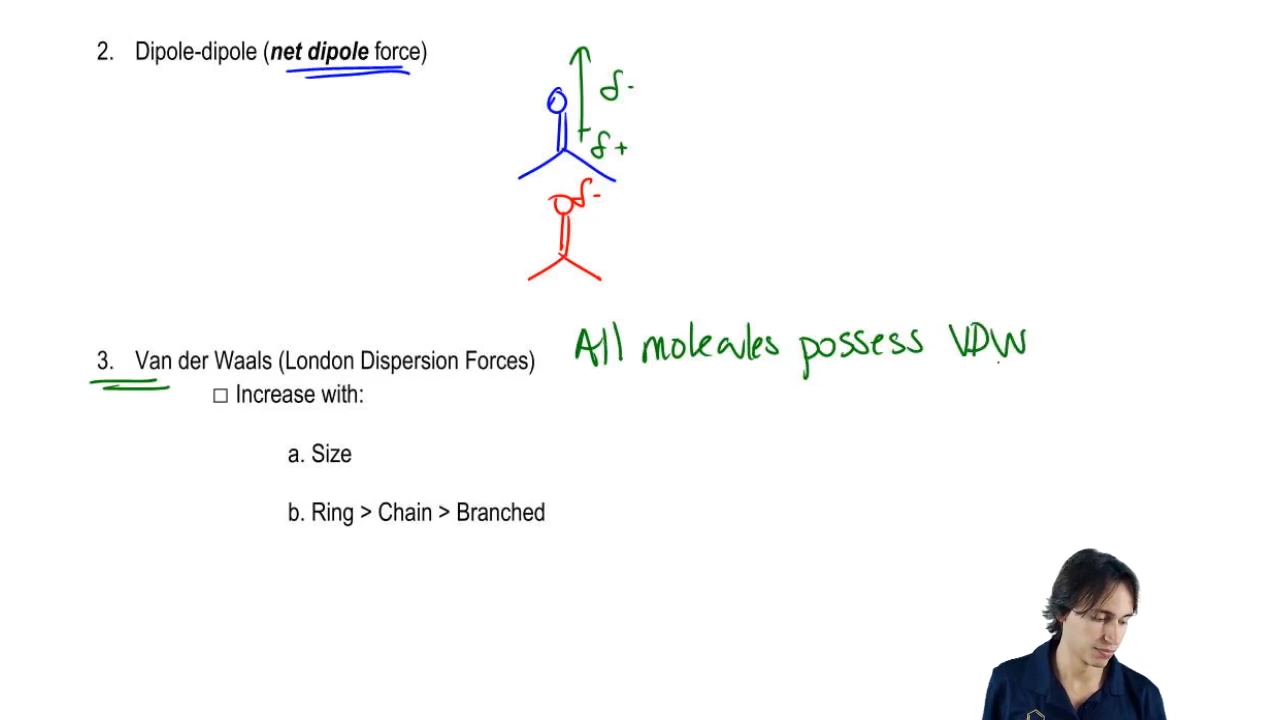 2. Dipole-dipole (net dipole force)
δ-
O
δ+
Oδ-
All molecules possess VDW
3. Van der Waals (London Dispersion Forces)
□ Increase with:
a. Size
b. Ring > Chain > Branched